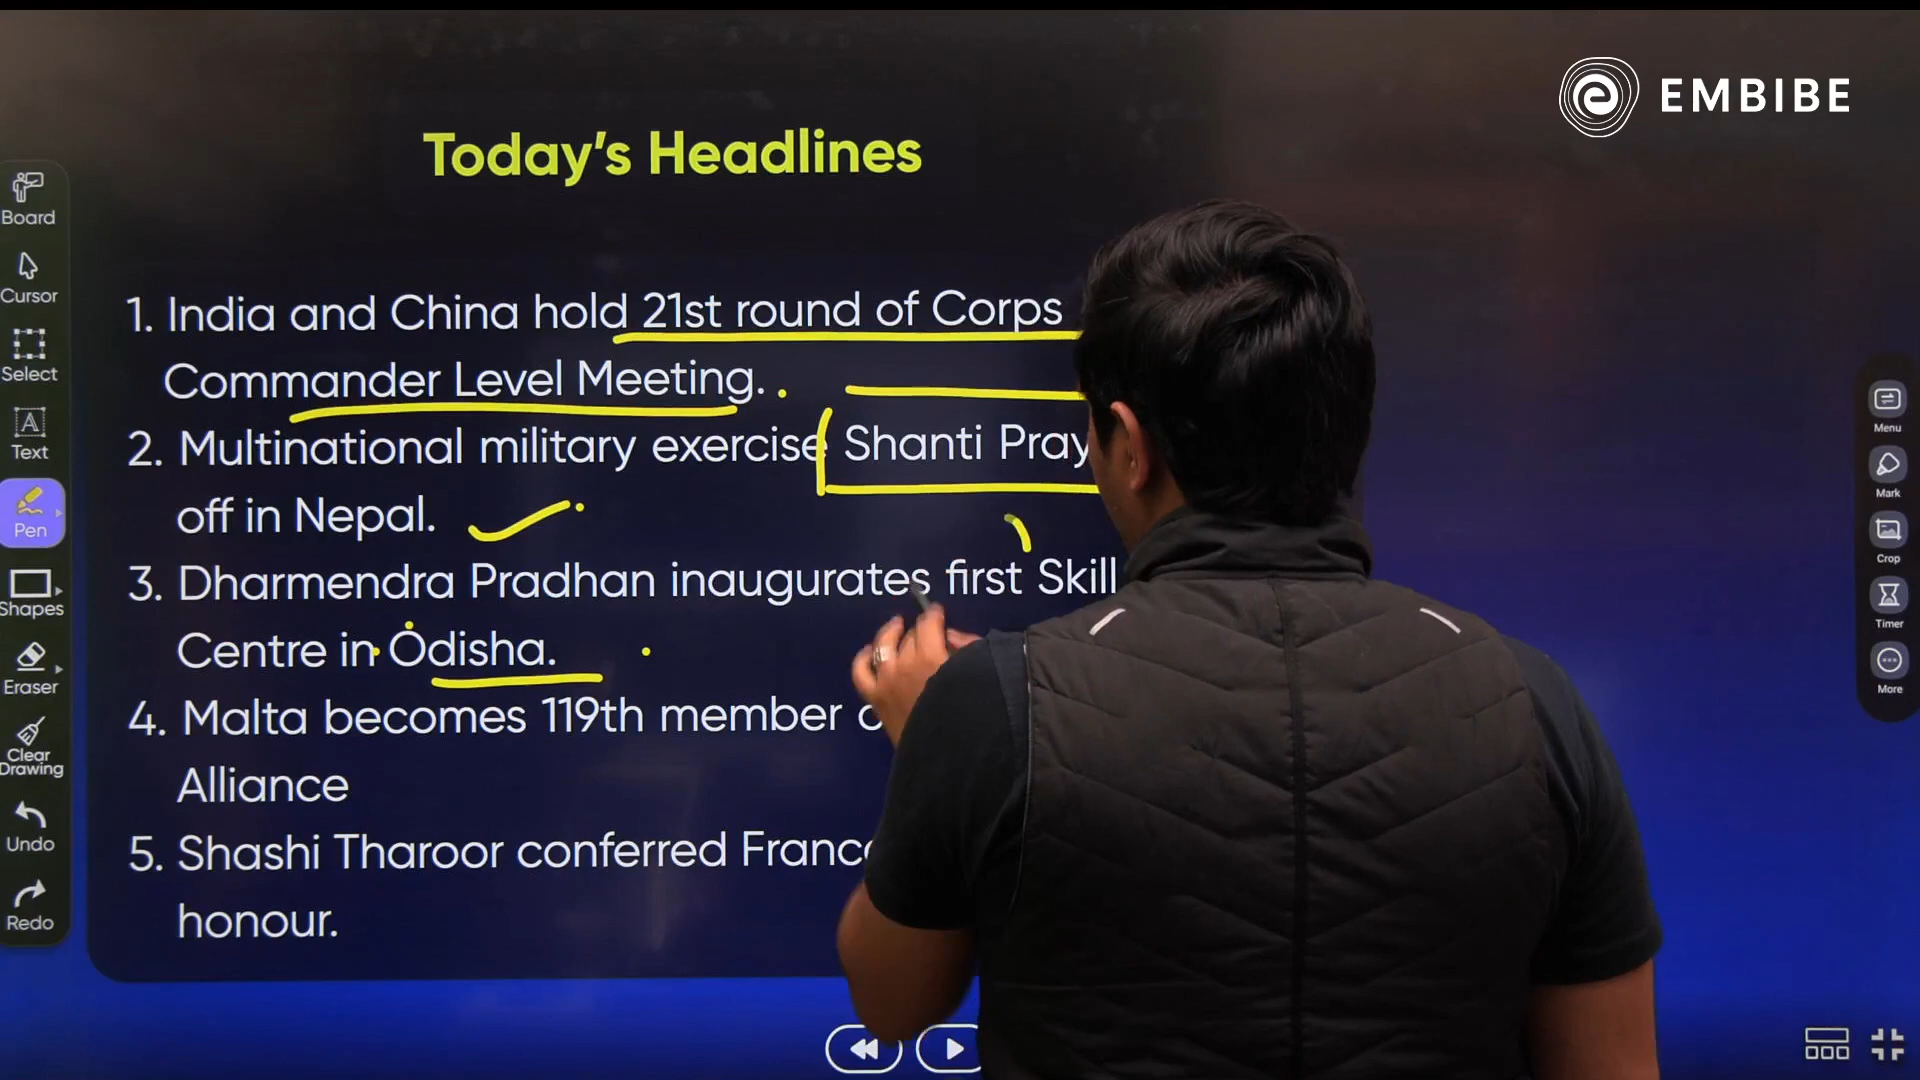 EMBIBE
Today's Headlines
1. India and China hold 21st round of Corps
Commander Level Meeting.
2. Multinational military exercise Shanti
off in Nepal.
3. Dharmendra Pradhan inaugurates first Skill
Centre in Odisha.
4. Malta becomes 119th member
Alliance
5. Shashi Tharoor conferred
honour.
Board
Cursor
Select
Text
Pen
Shapes
Eraser
Clear
Drawing
Undo
Redo
Menu
Mark
Crop
Timer
More